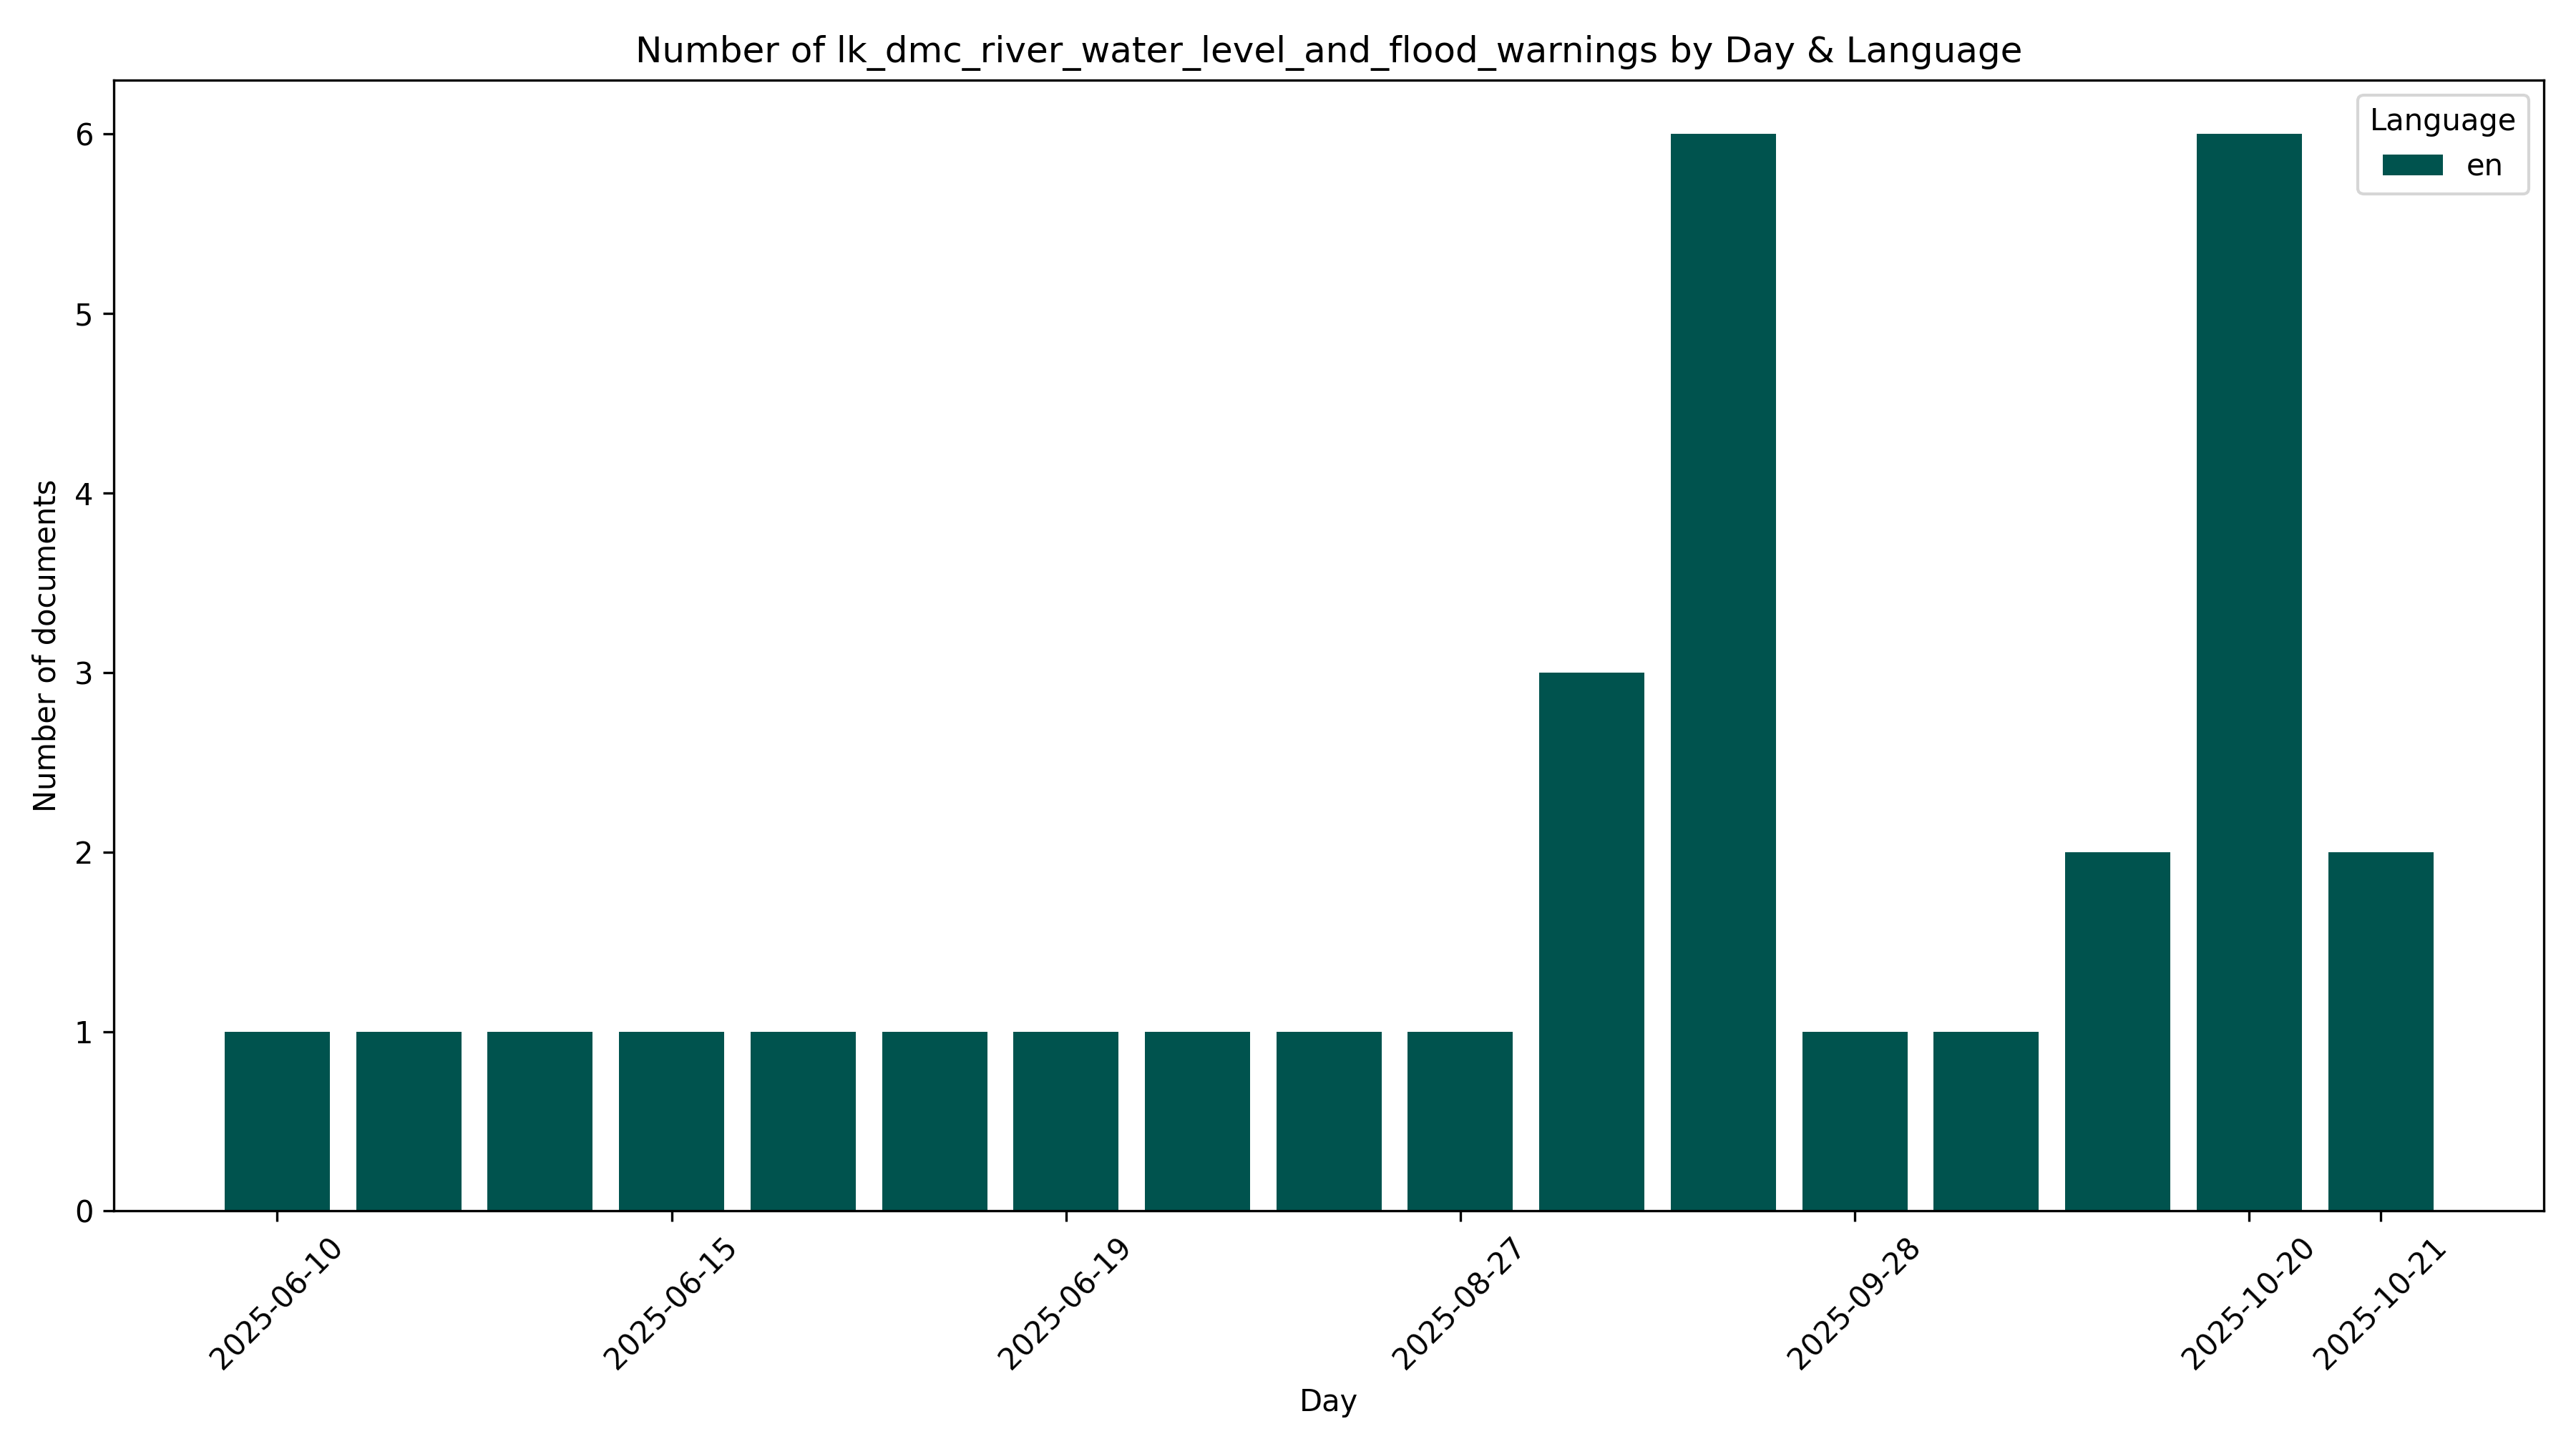 Number of lk_dmc_river_water_level_and_flood_warnings by Day & Language
Language
en
Number of documents
6
5
4
3
2
1
0
2025-06-10
2025-06-15
2025-06-19
2025-08-27
2025-09-28
2025-10-20
2025-10-21
Day